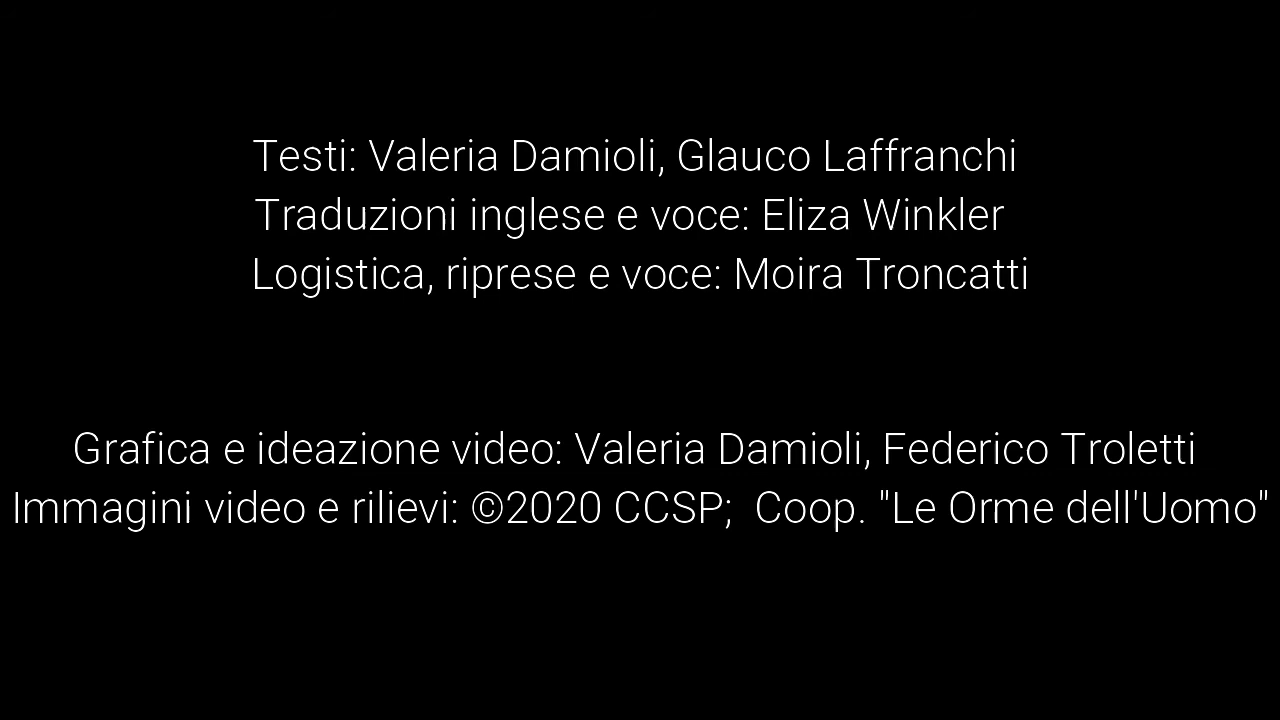 Testi: Valeria Damioli, Glauco Laffranchi
Traduzioni inglese e voce: Eliza Winkler
Logistica, riprese e voce: Moira Troncatti
Grafica e ideazione video: Valeria Damioli, Federico Troletti
Immagini video e rilievi: ©2020 CCSP;  Coop. "Le Orme dell'Uomo"